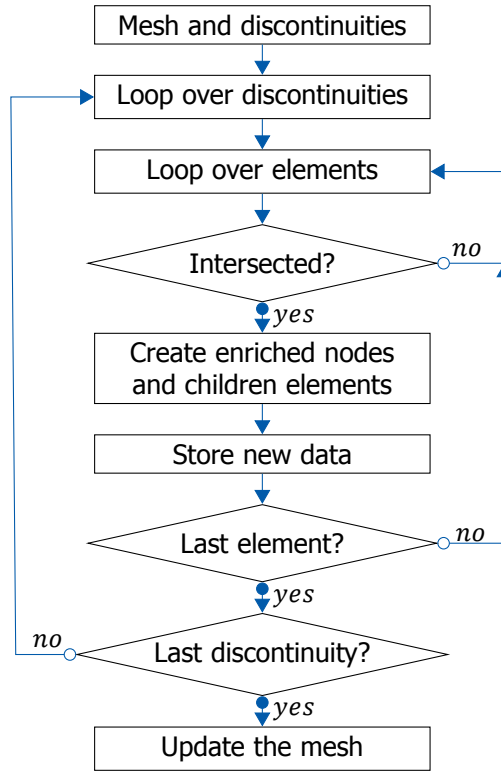 Mesh and discontinuities
Loop over discontinuities
Loop over elements
Intersected?
no
yes
Create enriched nodes
and children elements
Store new data
Last element?
no
yes
no
Last discontinuity?
yes
Update the mesh